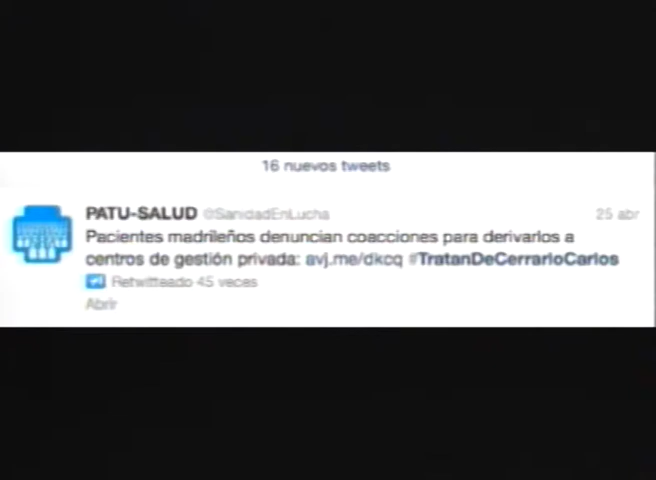 16 nuevos tweets
PATU-SALUD @SanidadEnLucha 25 abr
Pacientes madrileños denuncian coacciones para derivarlos a
centros de gestión privada: avj.me/dkcq #TratanDeCerrarloCarlos
Retwitteado 45 veces
Abrir